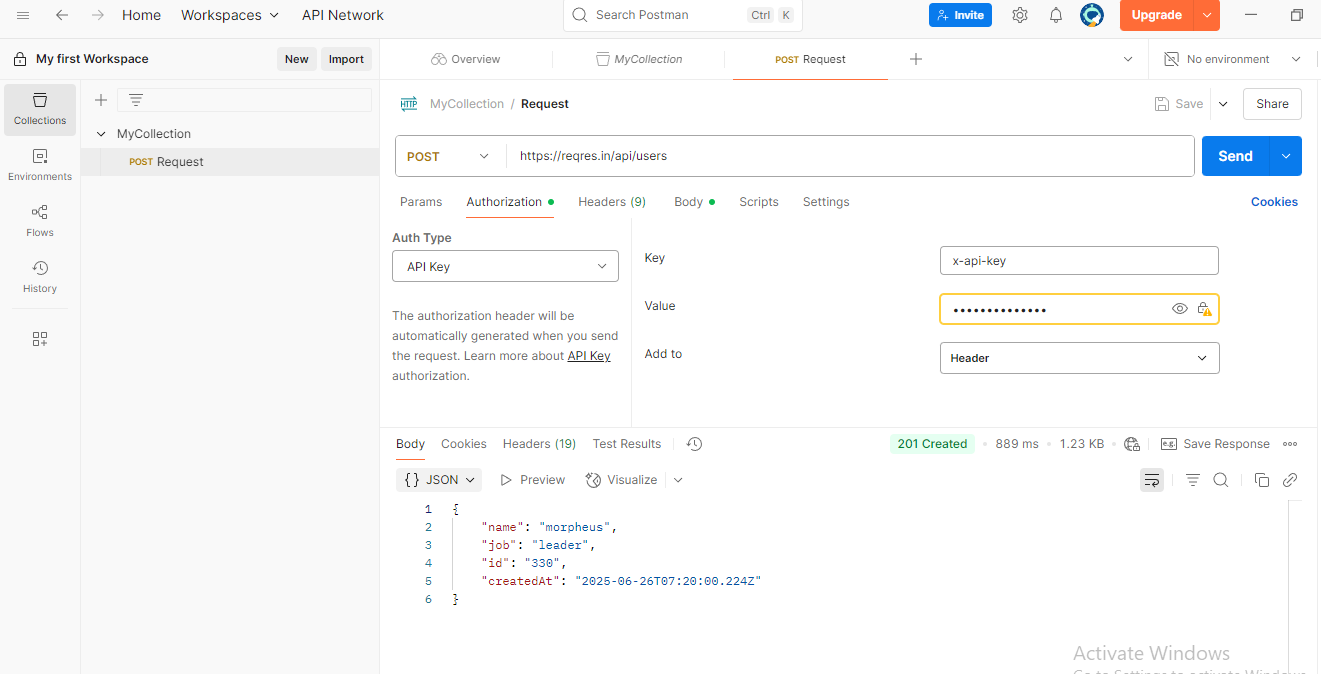 Home Workspaces API Network Search Postman Ctrl K Invite Upgrade
My first Workspace New Import Overview MyCollection POST Request No environment
Collections
Environments
Flows
History
MyCollection
POST Request
HTTP MyCollection / Request Save Share
POST https://reqres.in/api/users Send
Params Authorization Headers (9) Body Scripts Settings Cookies
Auth Type
API Key
The authorization header will be
automatically generated when you send
the request. Learn more about API Key
authorization.
Key x-api-key
Value ••••••••••••••
Add to Header
Body Cookies Headers (19) Test Results 201 Created 889 ms 1.23 KB e.g. Save Response
{} JSON Preview Visualize
1 {
2 "name": "morpheus",
3 "job": "leader",
4 "id": "330",
5 "createdAt": "2025-06-26T07:20:00.224Z"
6 }
Activate Windows
Go to Settings to activate Windows